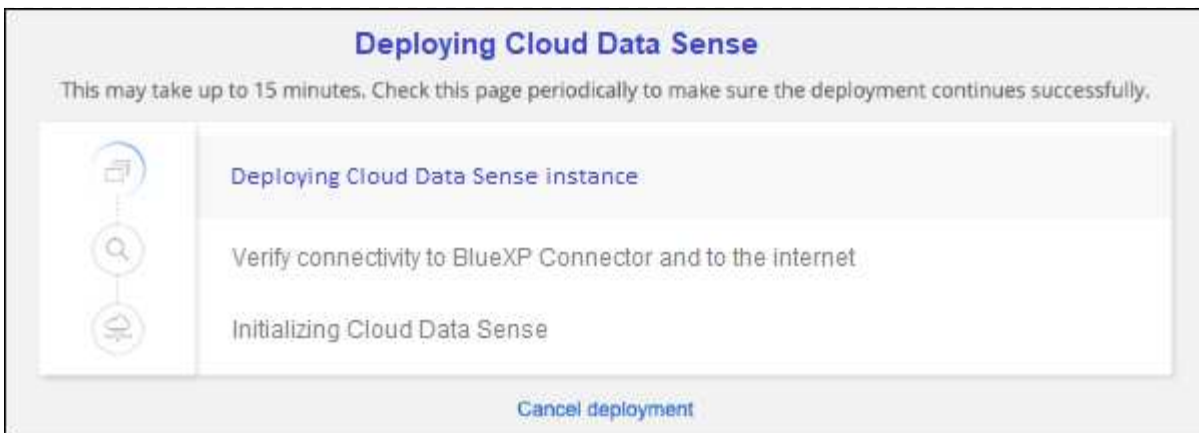 Deploying Cloud Data Sense
This may take up to 15 minutes. Check this page periodically to make sure the deployment continues successfully.
Deploying Cloud Data Sense instance
Verify connectivity to BlueXP Connector and to the internet
Initializing Cloud Data Sense
Cancel deployment